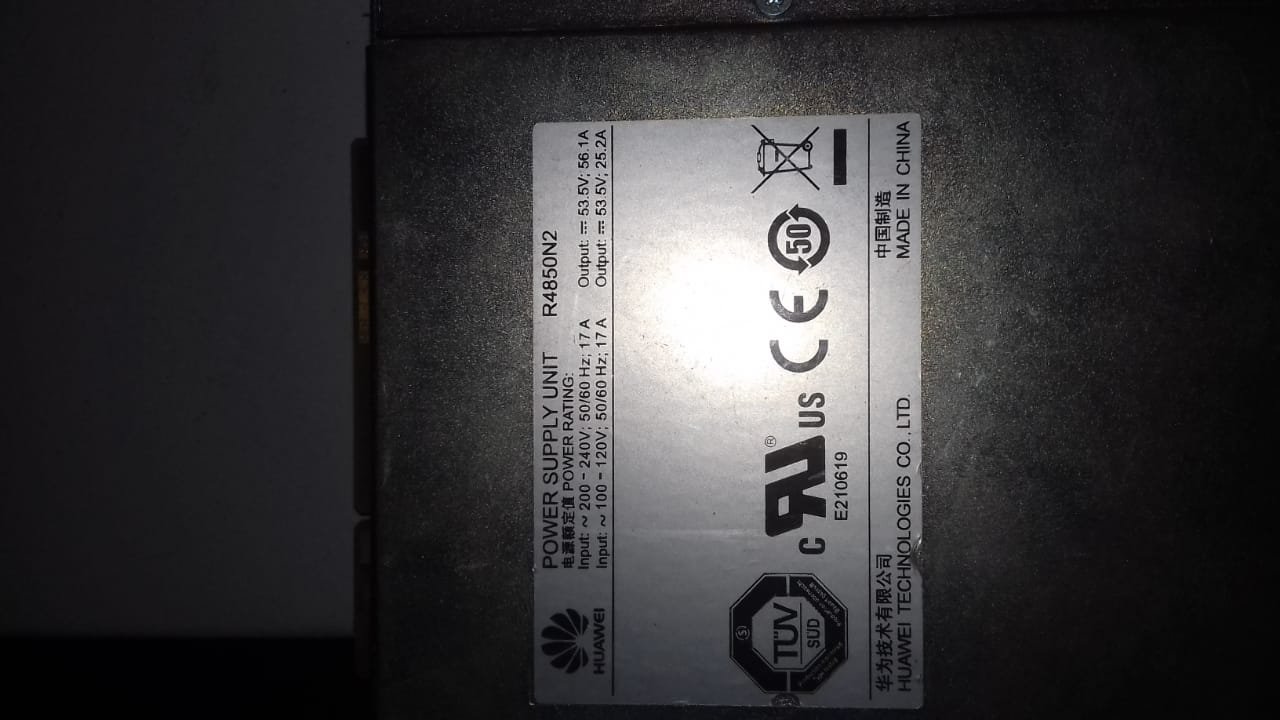 HUAWEI
POWER SUPPLY UNIT R4850N2
电源额定值 POWER RATING:
Input: ~ 200 - 240V; 50/60 Hz; 17 A Output: ⎓ 53.5V; 56.1A
Input: ~ 100 - 120V; 50/60 Hz; 17 A Output: ⎓ 53.5V; 25.2A
TÜV
SÜD
C RU® US
E210619
CE
50
华为技术有限公司 中国制造
HUAWEI TECHNOLOGIES CO., LTD. MADE IN CHINA